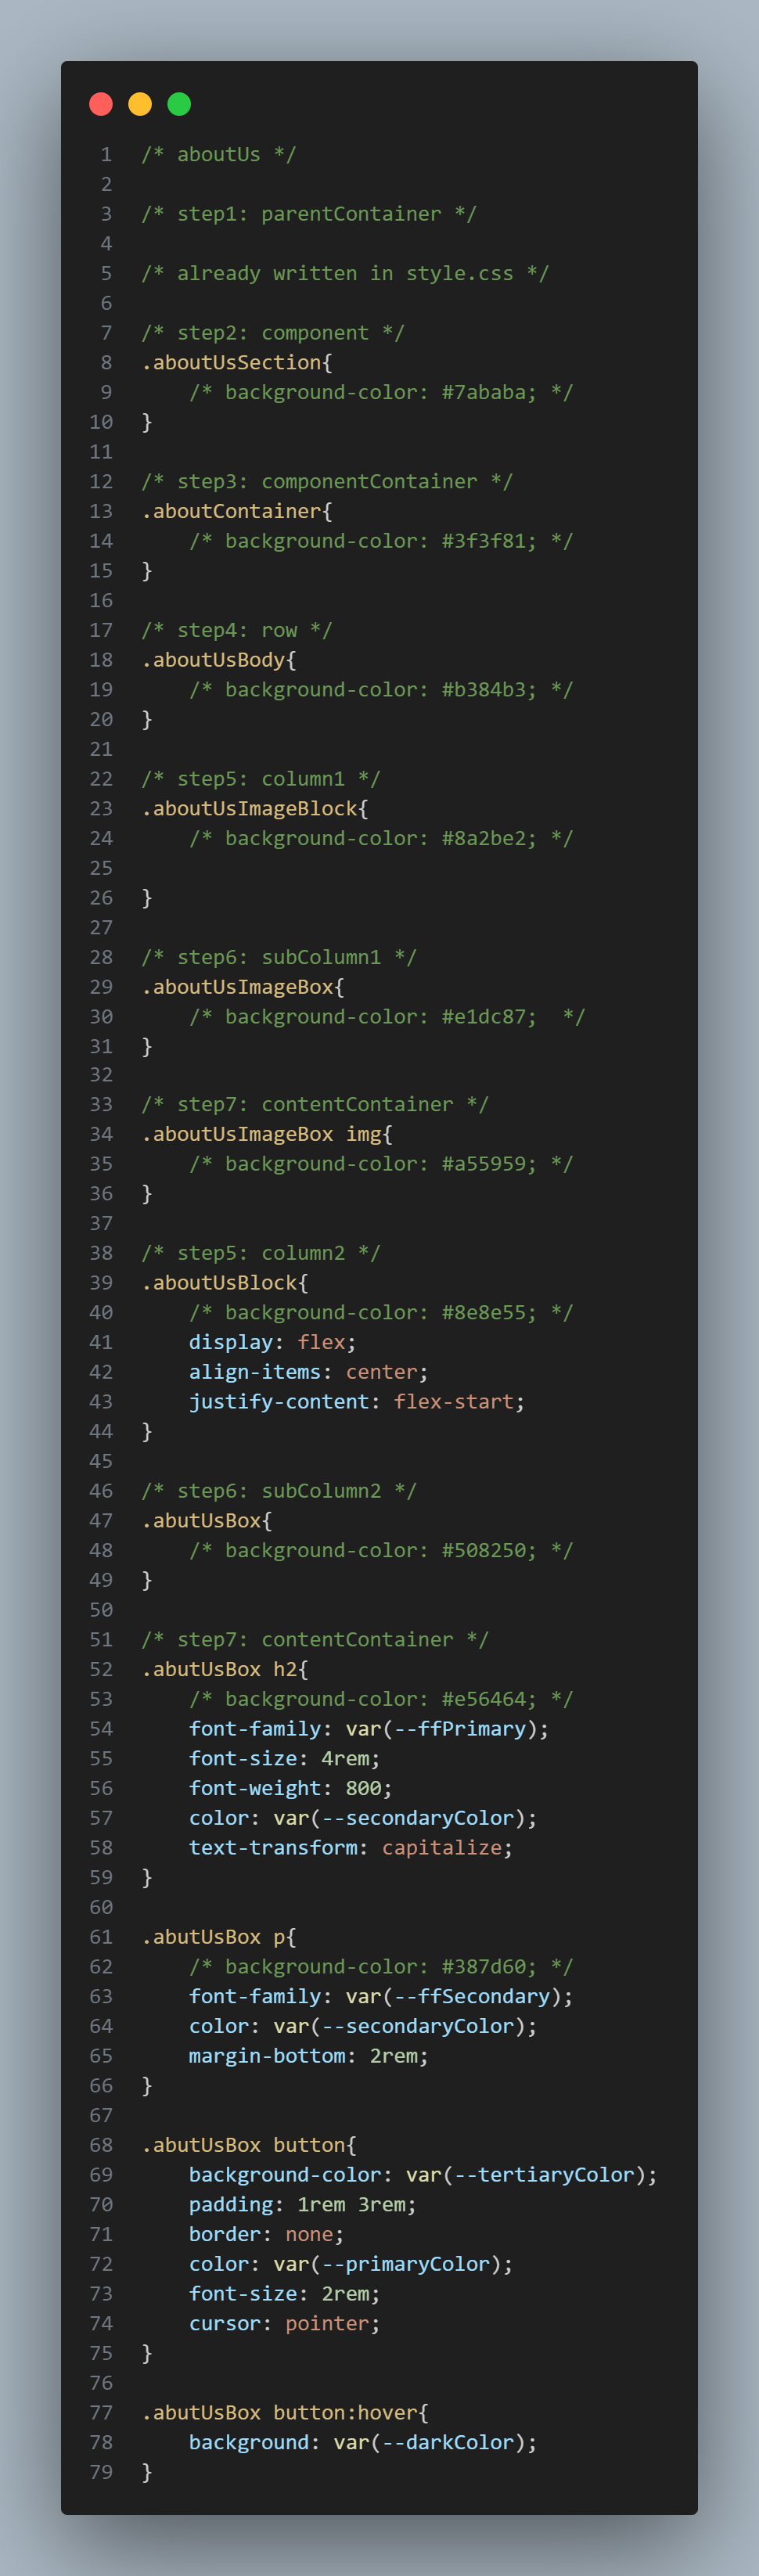 1 /* aboutUs */
2
3 /* step1: parentContainer */
4
5 /* already written in style.css */
6
7 /* step2: component */
8 .aboutUsSection{
9     /* background-color: #7ababa; */
10 }
11
12 /* step3: componentContainer */
13 .aboutContainer{
14     /* background-color: #3f3f81; */
15 }
16
17 /* step4: row */
18 .aboutUsBody{
19     /* background-color: #b384b3; */
20 }
21
22 /* step5: column1 */
23 .aboutUsImageBlock{
24     /* background-color: #8a2be2; */
25
26 }
27
28 /* step6: subColumn1 */
29 .aboutUsImageBox{
30     /* background-color: #e1dc87;  */
31 }
32
33 /* step7: contentContainer */
34 .aboutUsImageBox img{
35     /* background-color: #a55959; */
36 }
37
38 /* step5: column2 */
39 .aboutUsBlock{
40     /* background-color: #8e8e55; */
41     display: flex;
42     align-items: center;
43     justify-content: flex-start;
44 }
45
46 /* step6: subColumn2 */
47 .abutUsBox{
48     /* background-color: #508250; */
49 }
50
51 /* step7: contentContainer */
52 .abutUsBox h2{
53     /* background-color: #e56464; */
54     font-family: var(--ffPrimary);
55     font-size: 4rem;
56     font-weight: 800;
57     color: var(--secondaryColor);
58     text-transform: capitalize;
59 }
60
61 .abutUsBox p{
62     /* background-color: #387d60; */
63     font-family: var(--ffSecondary);
64     color: var(--secondaryColor);
65     margin-bottom: 2rem;
66 }
67
68 .abutUsBox button{
69     background-color: var(--tertiaryColor);
70     padding: 1rem 3rem;
71     border: none;
72     color: var(--primaryColor);
73     font-size: 2rem;
74     cursor: pointer;
75 }
76
77 .abutUsBox button:hover{
78     background: var(--darkColor);
79 }